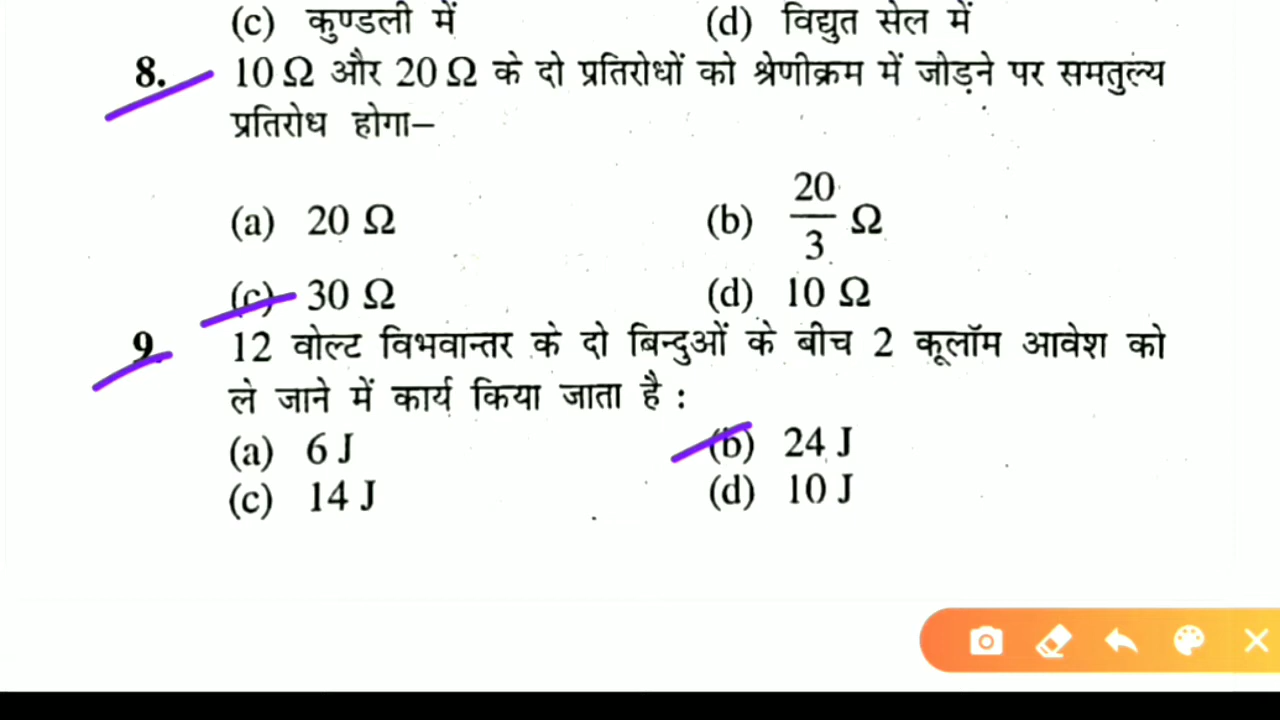 (c) कुण्डली में (d) विद्युत सेल में
8. 10 Ω और 20 Ω के दो प्रतिरोधों को श्रेणीक्रम में जोड़ने पर समतुल्य
प्रतिरोध होगा–
(a) 20 Ω (b) 20/3 Ω
(c) 30 Ω (d) 10 Ω
9. 12 वोल्ट विभवान्तर के दो बिन्दुओं के बीच 2 कूलॉम आवेश को
ले जाने में कार्य किया जाता है :
(a) 6 J (b) 24 J
(c) 14 J (d) 10 J